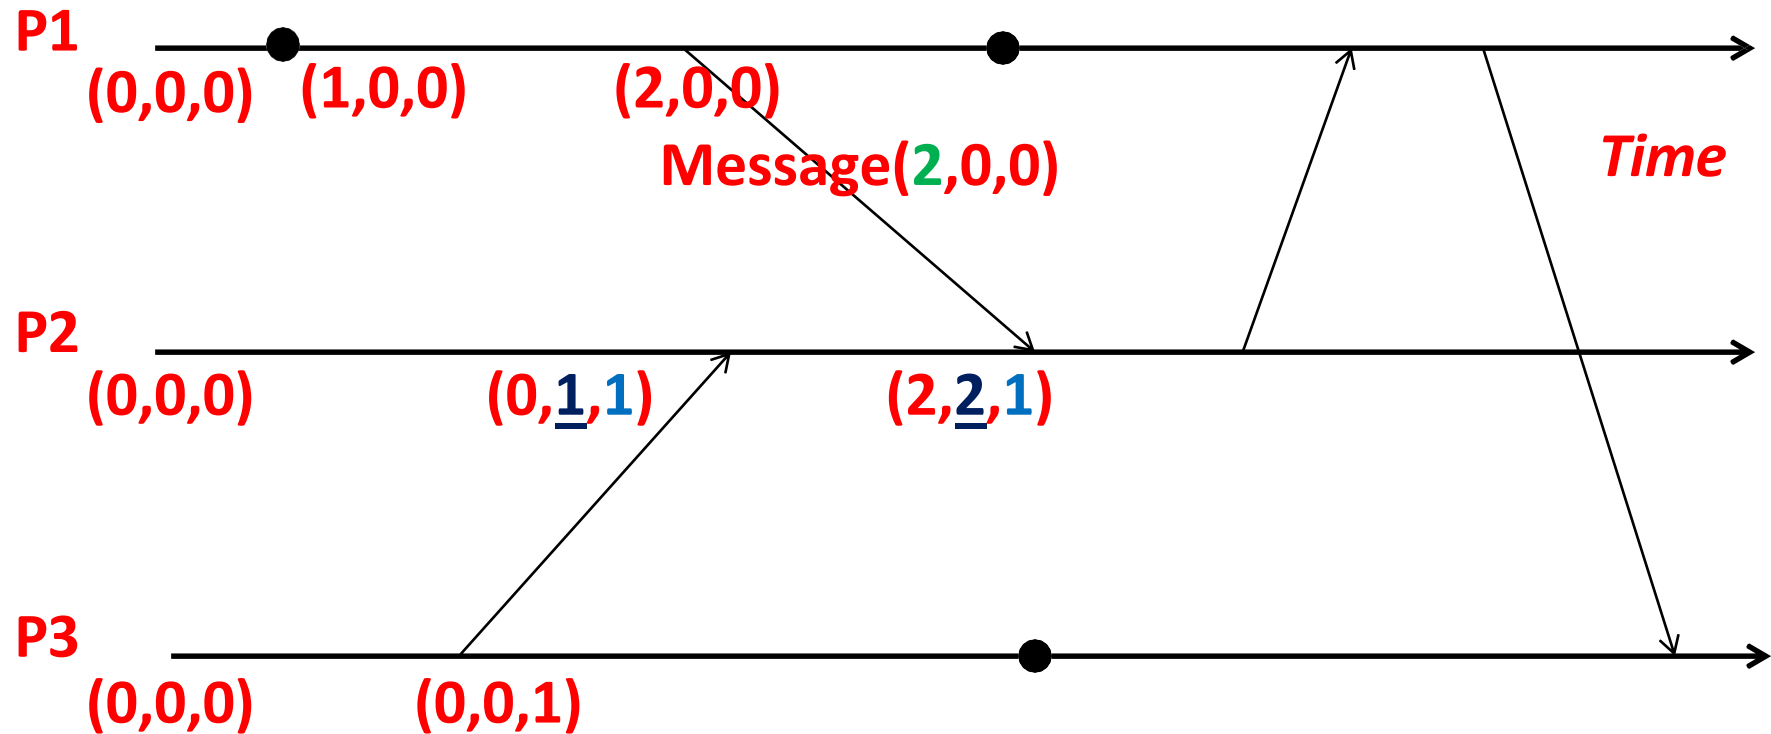 P1
(0,0,0) (1,0,0) (2,0,0)
Message(2,0,0)
Time
P2
(0,0,0) (0,1,1) (2,2,1)
P3
(0,0,0) (0,0,1)